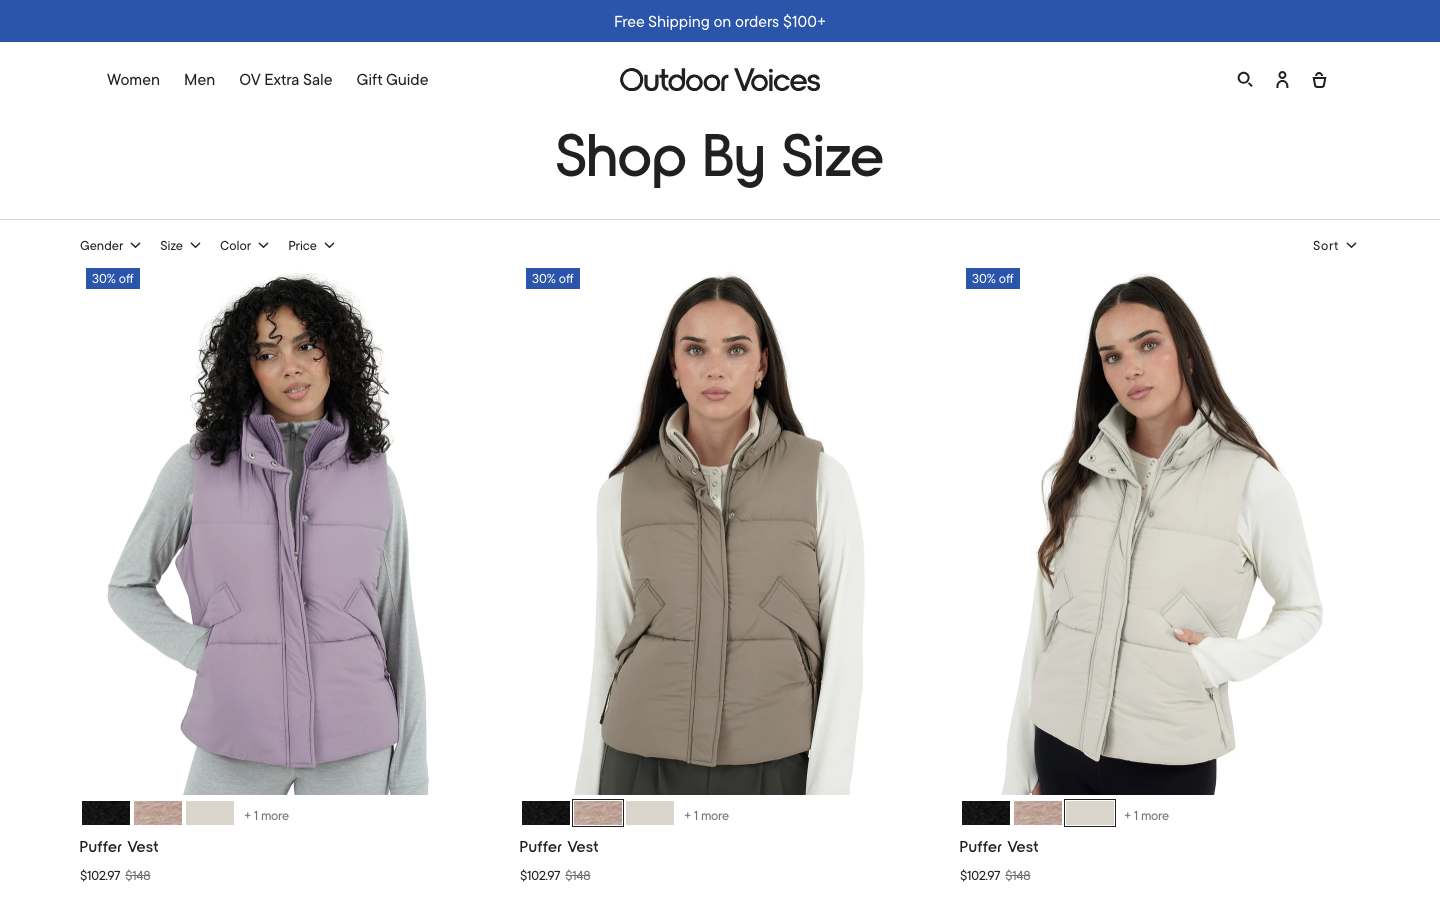 Free Shipping on orders $100+
Women Men OV Extra Sale Gift Guide Outdoor Voices
Shop By Size
Gender Size Color Price Sort
30% off 30% off 30% off
+ 1 more + 1 more + 1 more
Puffer Vest Puffer Vest Puffer Vest
$102.97 $148 $102.97 $148 $102.97 $148